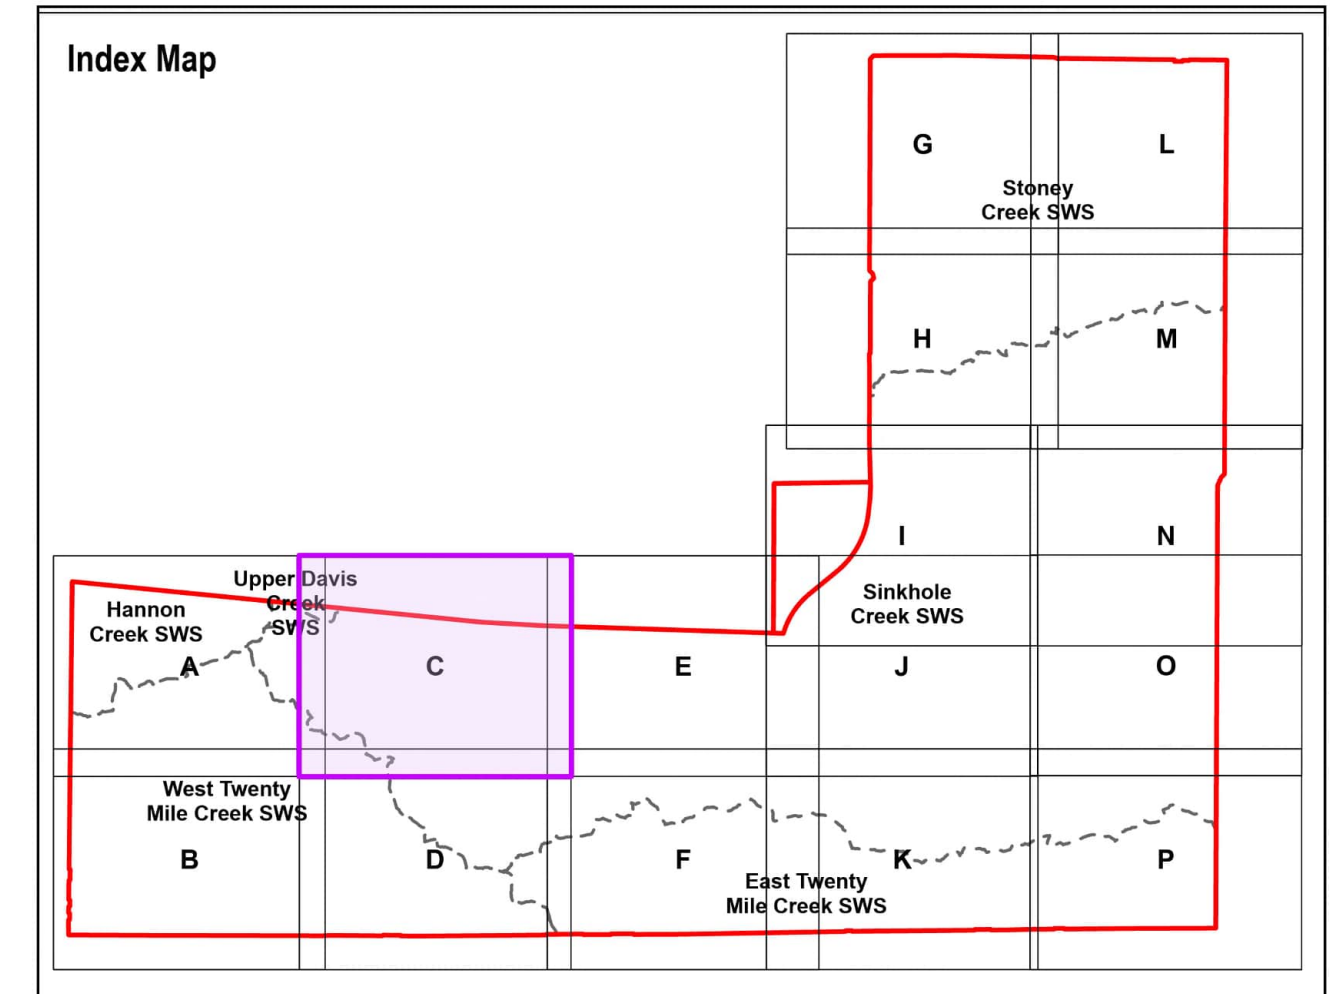 Index Map
G
L
Stoney
Creek SWS
H
M
I
N
Upper Davis
Creek
SWS
Hannon
Creek SWS
Sinkhole
Creek SWS
A
C
E
J
O
West Twenty
Mile Creek SWS
B
D
F
K
P
East Twenty
Mile Creek SWS